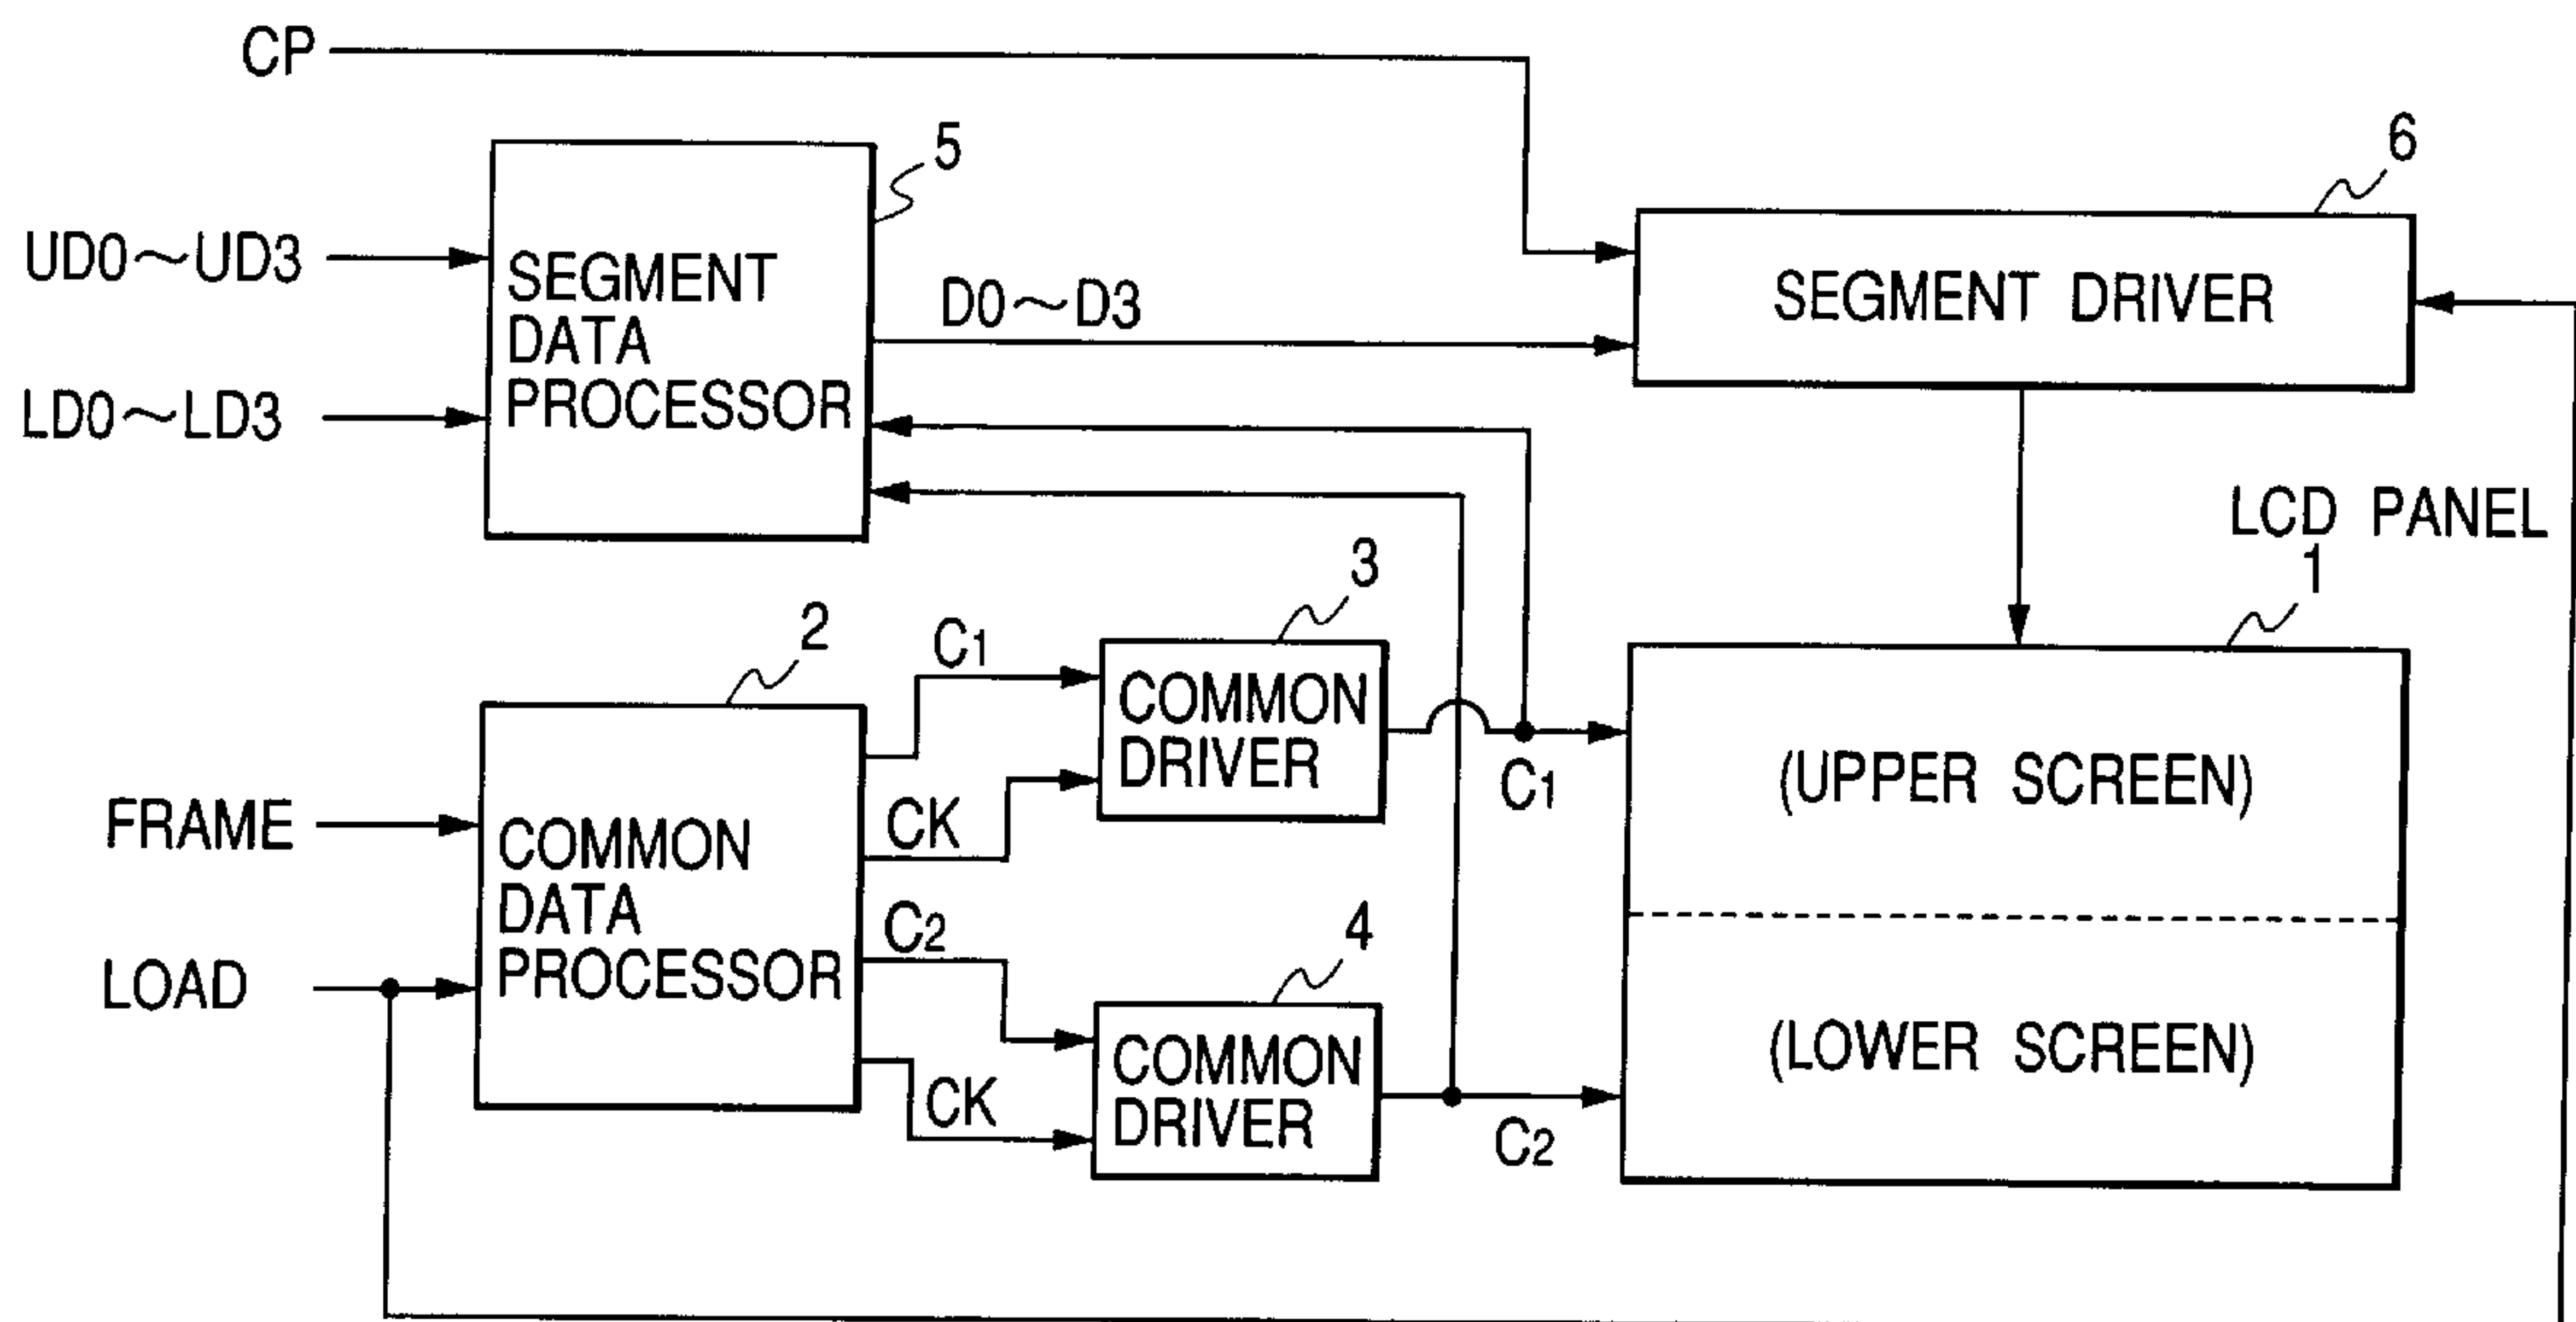 CP
5
6
UD0~UD3
SEGMENT
DATA
PROCESSOR
D0~D3
SEGMENT DRIVER
LD0~LD3
LCD PANEL
1
3
2
C1
COMMON
DRIVER
C1
(UPPER SCREEN)
FRAME
COMMON
DATA
PROCESSOR
CK
C2
4
LOAD
COMMON
DRIVER
(LOWER SCREEN)
CK
C2